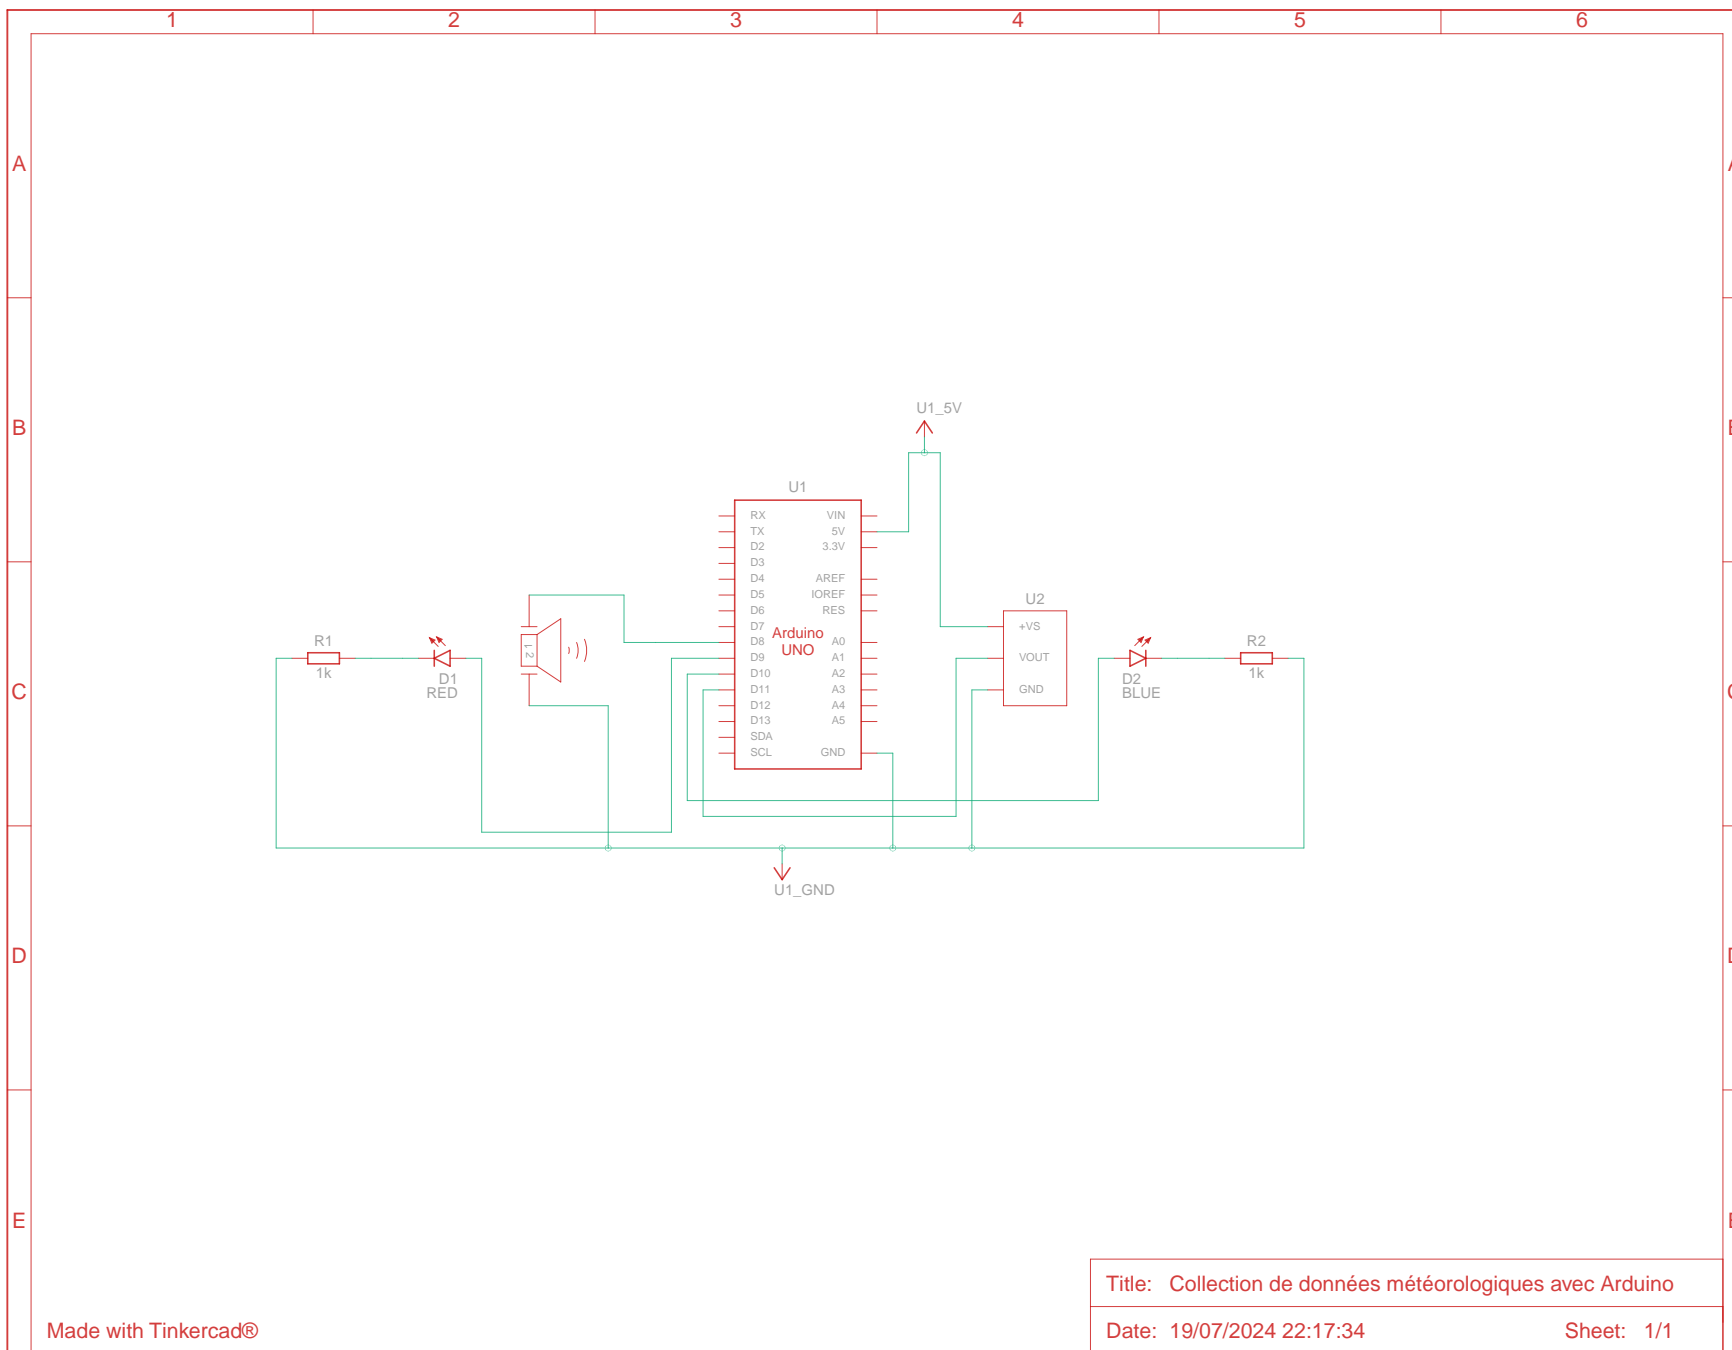 1 2 3 4 5 6
A
B
C
D
E
U1_5V
U1
RX VIN
TX 5V
D2 3.3V
D3
D4 AREF
D5 IOREF
D6 RES
D7
Arduino
UNO
D8 A0
D9 A1
D10 A2
D11 A3
D12 A4
D13 A5
SDA
SCL GND
U2
+VS
VOUT
GND
R1
1k
D1
RED
1 2
D2
BLUE
R2
1k
U1_GND
Title: Collection de données météorologiques avec Arduino
Made with Tinkercad®
Date: 19/07/2024 22:17:34 Sheet: 1/1